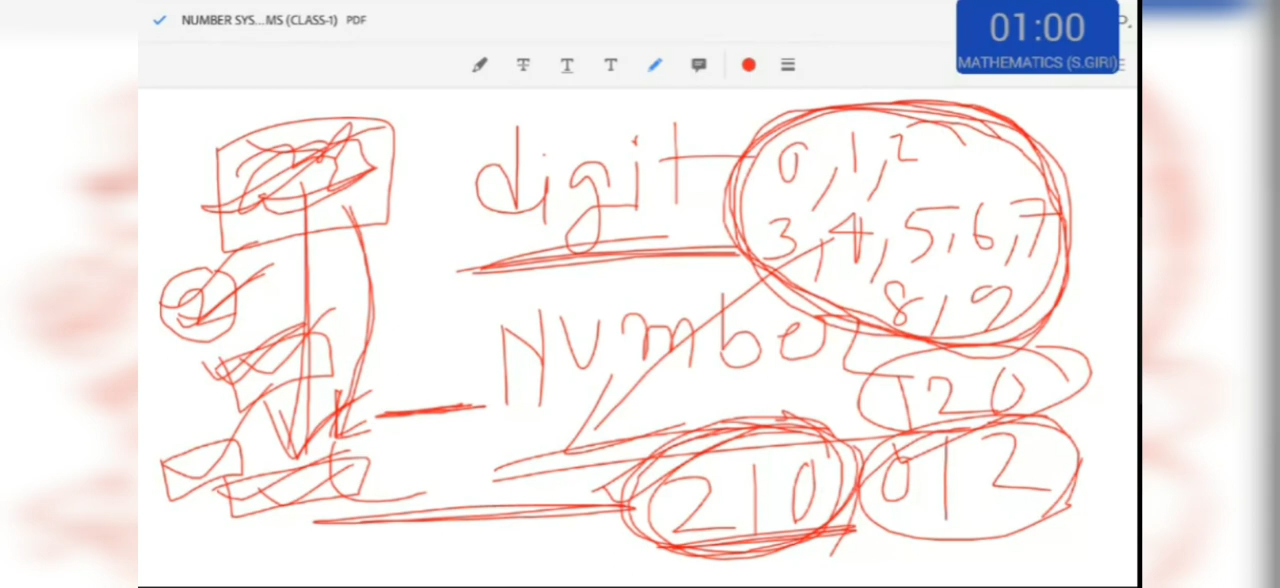 NUMBER SYS...MS (CLASS-1) PDF
01:00
MATHEMATICS (S.GIRI)
digit
0, 1, 2
3, 4, 5, 6, 7
8, 9
Number
120
210
012